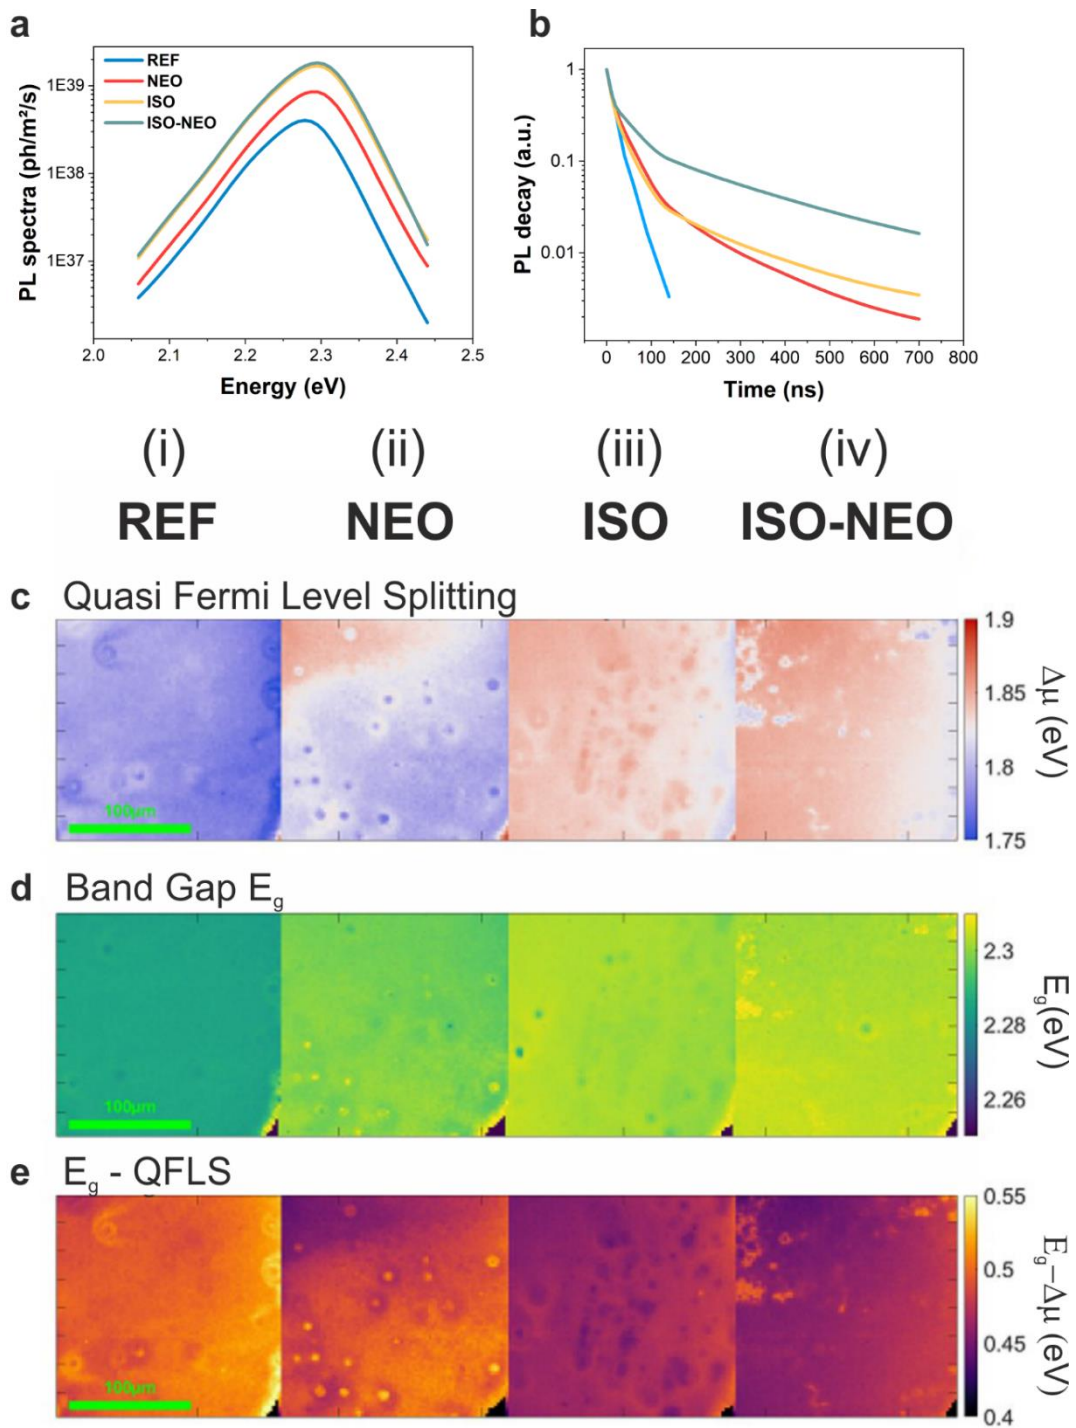 a
b
REF
NEO
ISO
ISO-NEO
1E39
1E38
1E37
PL spectra (ph/m²/s)
2.0
2.1
2.2
2.3
2.4
2.5
Energy (eV)
1
0.1
0.01
PL decay (a.u.)
0
100
200
300
400
500
600
700
800
Time (ns)
(i)
(ii)
(iii)
(iv)
REF
NEO
ISO
ISO-NEO
c Quasi Fermi Level Splitting
100µm
1.9
1.85
1.8
1.75
Δμ (eV)
d Band Gap Eg
100µm
2.3
2.28
2.26
Eg(eV)
e Eg - QFLS
100µm
0.55
0.5
0.45
0.4
Eg–Δμ (eV)